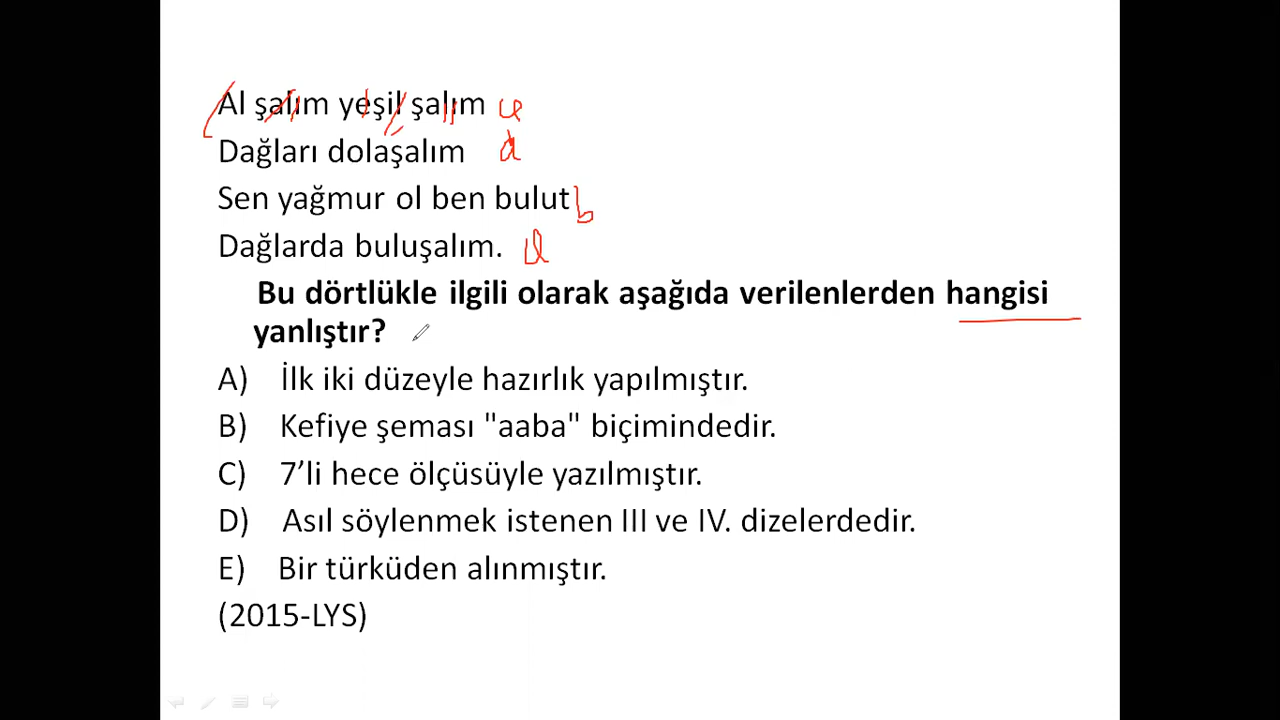 Al şalım yeşil şalım a
Dağları dolaşalım a
Sen yağmur ol ben bulut b
Dağlarda buluşalım. a
Bu dörtlükle ilgili olarak aşağıda verilenlerden hangisi
yanlıştır?
A) İlk iki düzeyle hazırlık yapılmıştır.
B) Kefiye şeması "aaba" biçimindedir.
C) 7’li hece ölçüsüyle yazılmıştır.
D) Asıl söylenmek istenen III ve IV. dizelerdedir.
E) Bir türküden alınmıştır.
(2015-LYS)